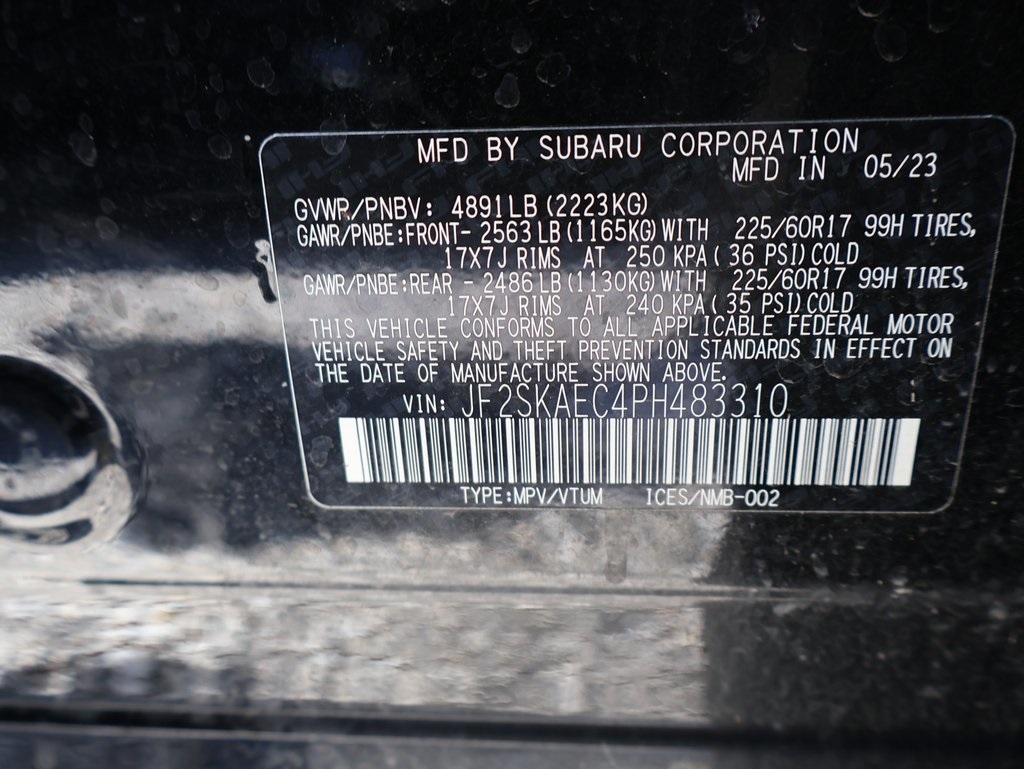 MFD BY SUBARU CORPORATION
MFD IN 05/23
GVWR/PNBV: 4891LB(2223KG)
GAWR/PNBE:FRONT- 2563LB(1165KG)WITH 225/60R17 99H TIRES,
17X7J RIMS AT 250 KPA(36 PSI)COLD
GAWR/PNBE:REAR - 2486LB(1130KG)WITH 225/60R17 99H TIRES,
17X7J RIMS AT 240 KPA(35 PSI)COLD
THIS VEHICLE CONFORMS TO ALL APPLICABLE FEDERAL MOTOR
VEHICLE SAFETY AND THEFT PREVENTION STANDARDS IN EFFECT ON
THE DATE OF MANUFACTURE SHOWN ABOVE.
VIN: JF2SKAEC4PH483310
TYPE:MPV/VTUM ICES/NMB-002